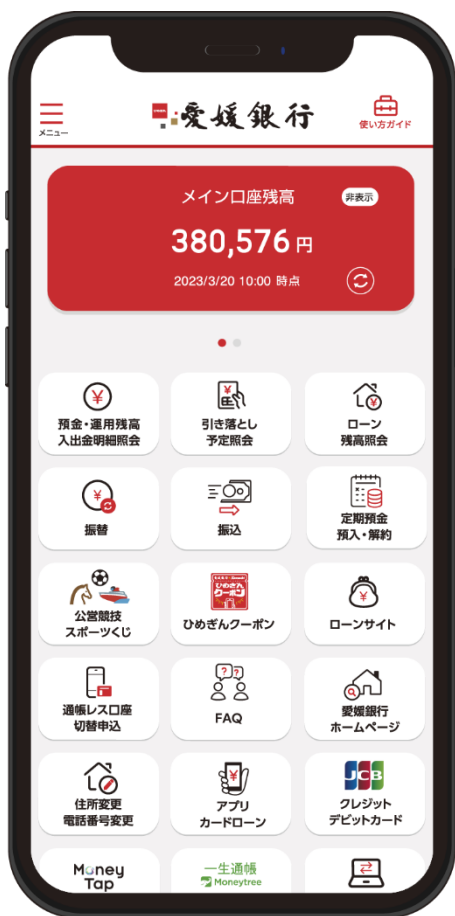 愛媛銀行
メニュー
使い方ガイド
メイン口座残高
非表示
380,576円
2023/3/20 10:00 時点
預金・運用残高
入出金明細照会
引き落とし
予定照会
ローン
残高照会
振替
振込
定期預金
預入・解約
公営競技
スポーツくじ
ひめぎん
クーポン
ひめぎんクーポン
ローンサイト
通帳レス口座
切替申込
FAQ
愛媛銀行
ホームページ
住所変更
電話番号変更
アプリ
カードローン
JCB
クレジット
デビットカード
Money
Tap
一生通帳
Moneytree